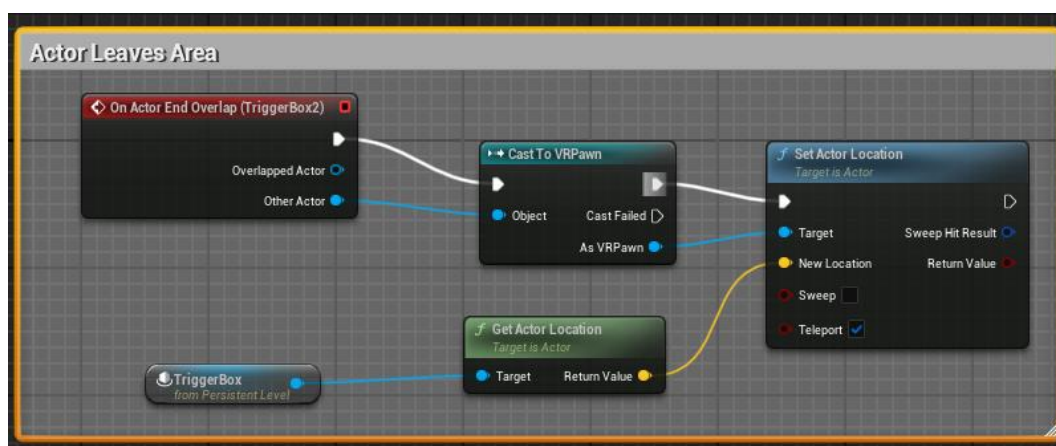 Actor Leaves Area
On Actor End Overlap (TriggerBox2)
Overlapped Actor
Other Actor
Cast To VRPawn
Object
Cast Failed
As VRPawn
f Set Actor Location
Target is Actor
Target
Sweep Hit Result
New Location
Return Value
Sweep
Teleport
f Get Actor Location
Target is Actor
Target
Return Value
TriggerBox
from Persistent Level